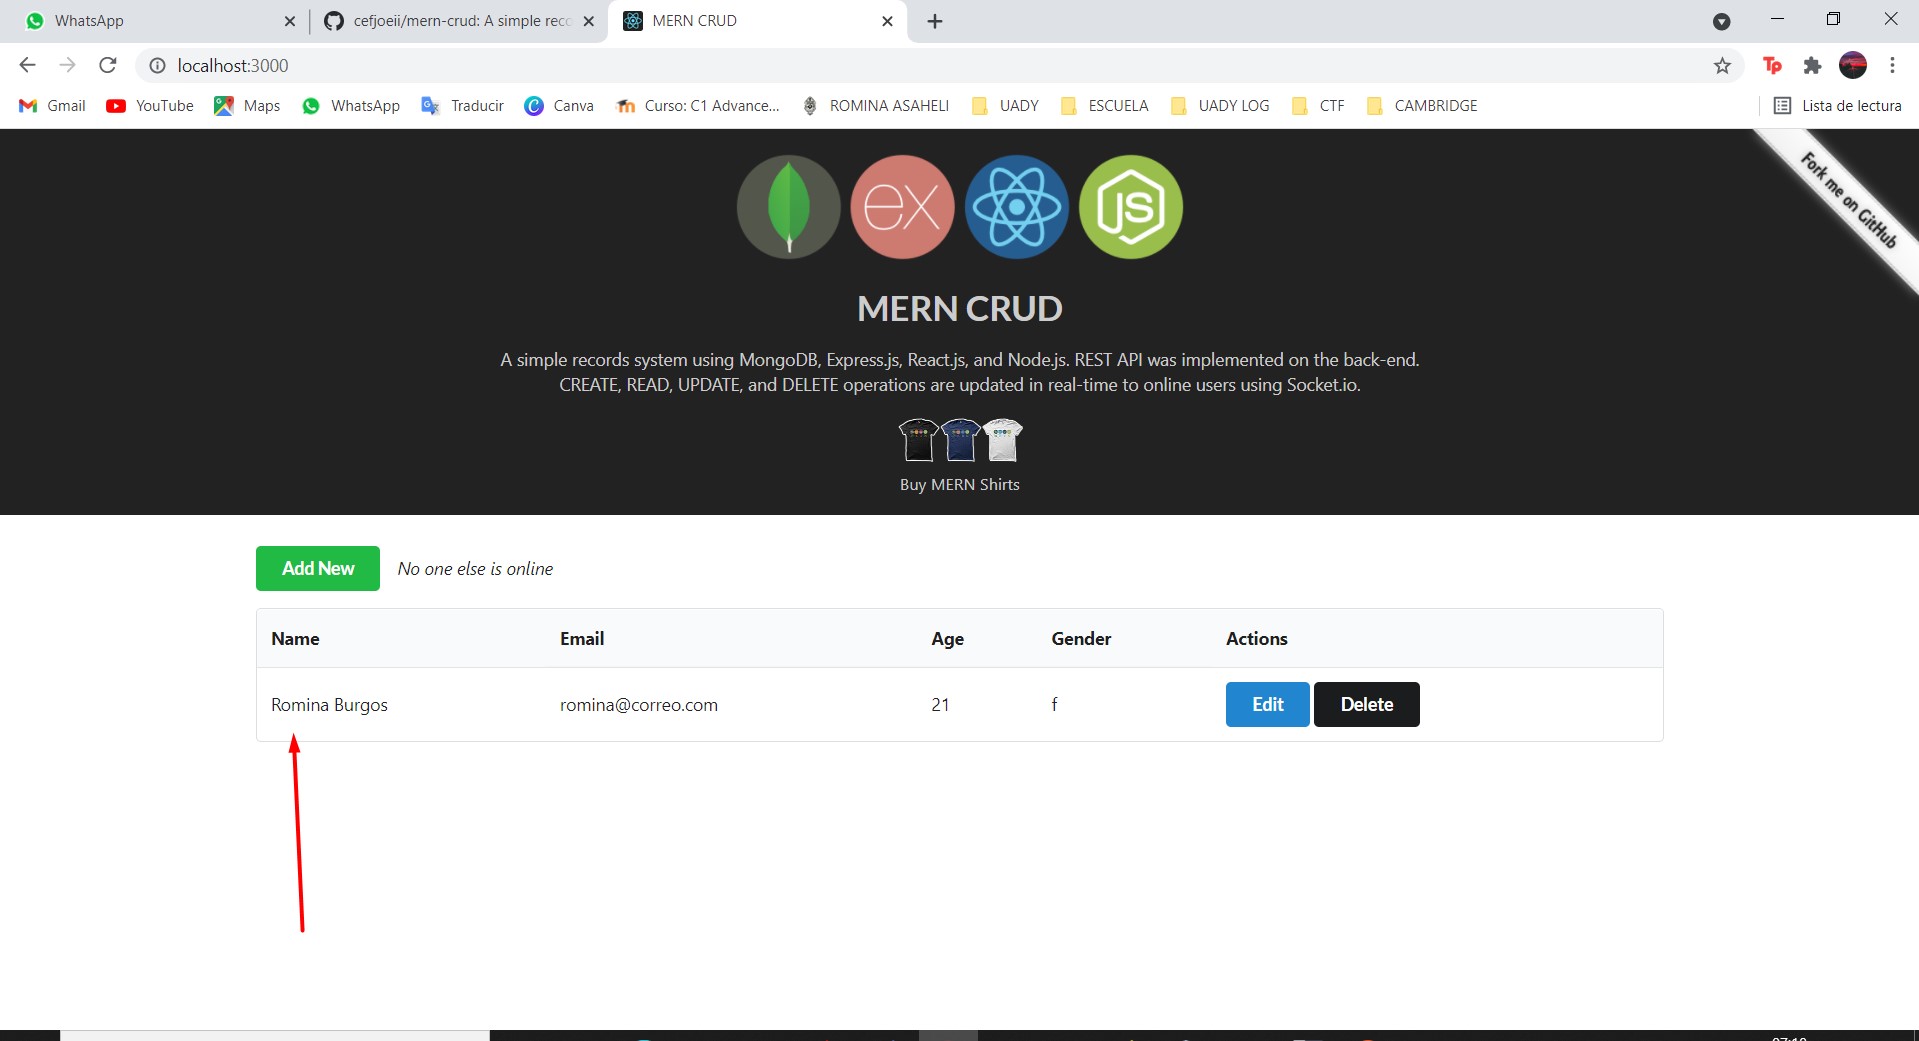 WhatsApp
cefjoeii/mern-crud: A simple reco
MERN CRUD
localhost:3000
Tp
Gmail YouTube Maps WhatsApp Traducir Canva Curso: C1 Advance... ROMINA ASAHELI UADY ESCUELA UADY LOG CTF CAMBRIDGE Lista de lectura
ex
JS
Fork me on GitHub
MERN CRUD
A simple records system using MongoDB, Express.js, React.js, and Node.js. REST API was implemented on the back-end.
CREATE, READ, UPDATE, and DELETE operations are updated in real-time to online users using Socket.io.
Buy MERN Shirts
Add New No one else is online
Name Email Age Gender Actions
Romina Burgos romina@correo.com 21 f Edit Delete